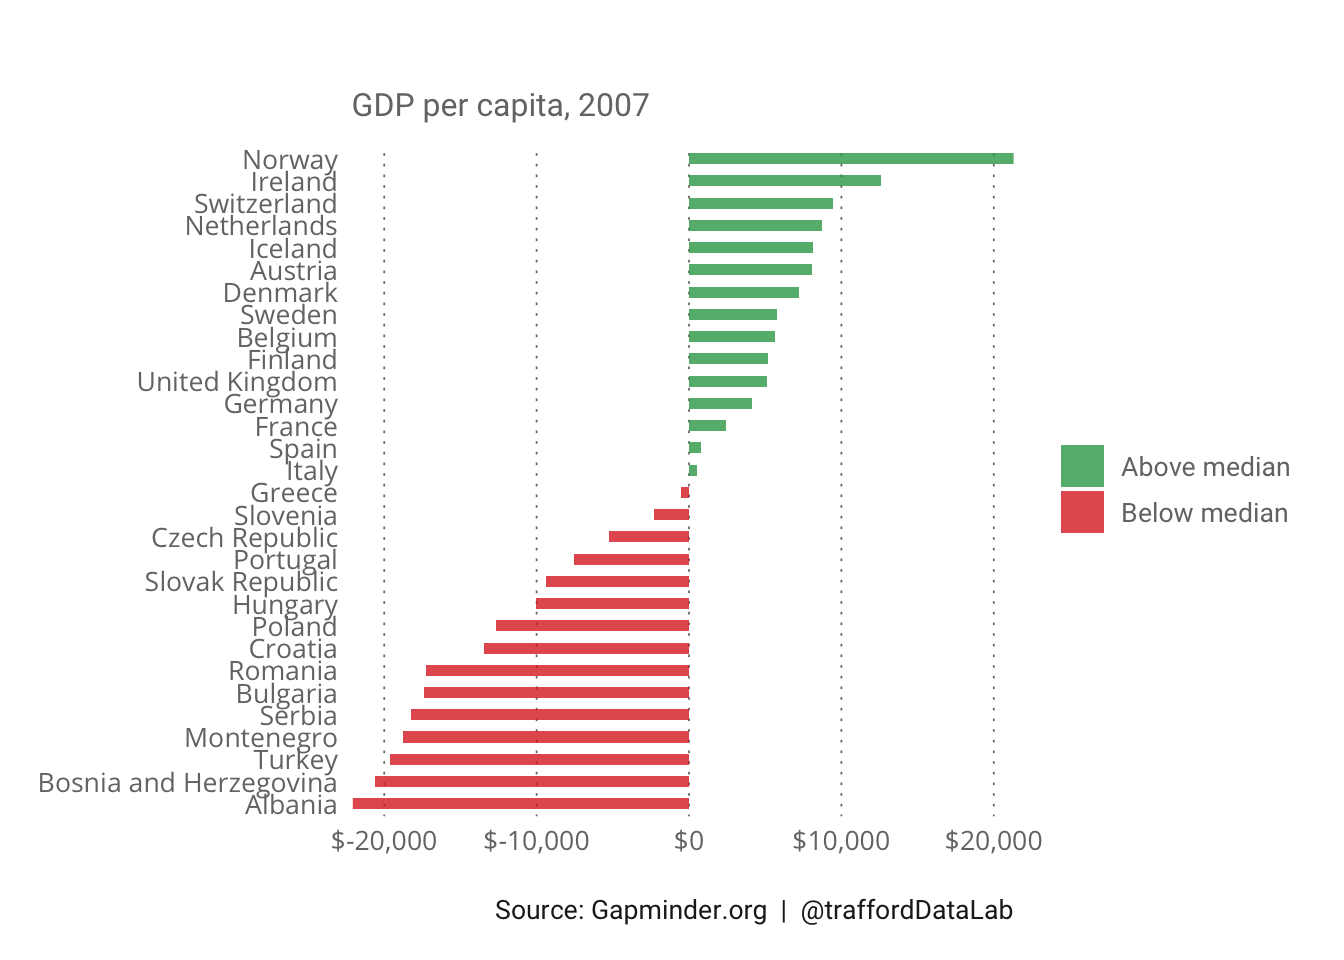 GDP per capita, 2007
Norway
Ireland
Switzerland
Netherlands
Iceland
Austria
Denmark
Sweden
Belgium
Finland
United Kingdom
Germany
France
Spain
Italy
Greece
Slovenia
Czech Republic
Portugal
Slovak Republic
Hungary
Poland
Croatia
Romania
Bulgaria
Serbia
Montenegro
Turkey
Bosnia and Herzegovina
Albania
$-20,000 $-10,000 $0 $10,000 $20,000
Above median
Below median
Source: Gapminder.org | @traffordDataLab